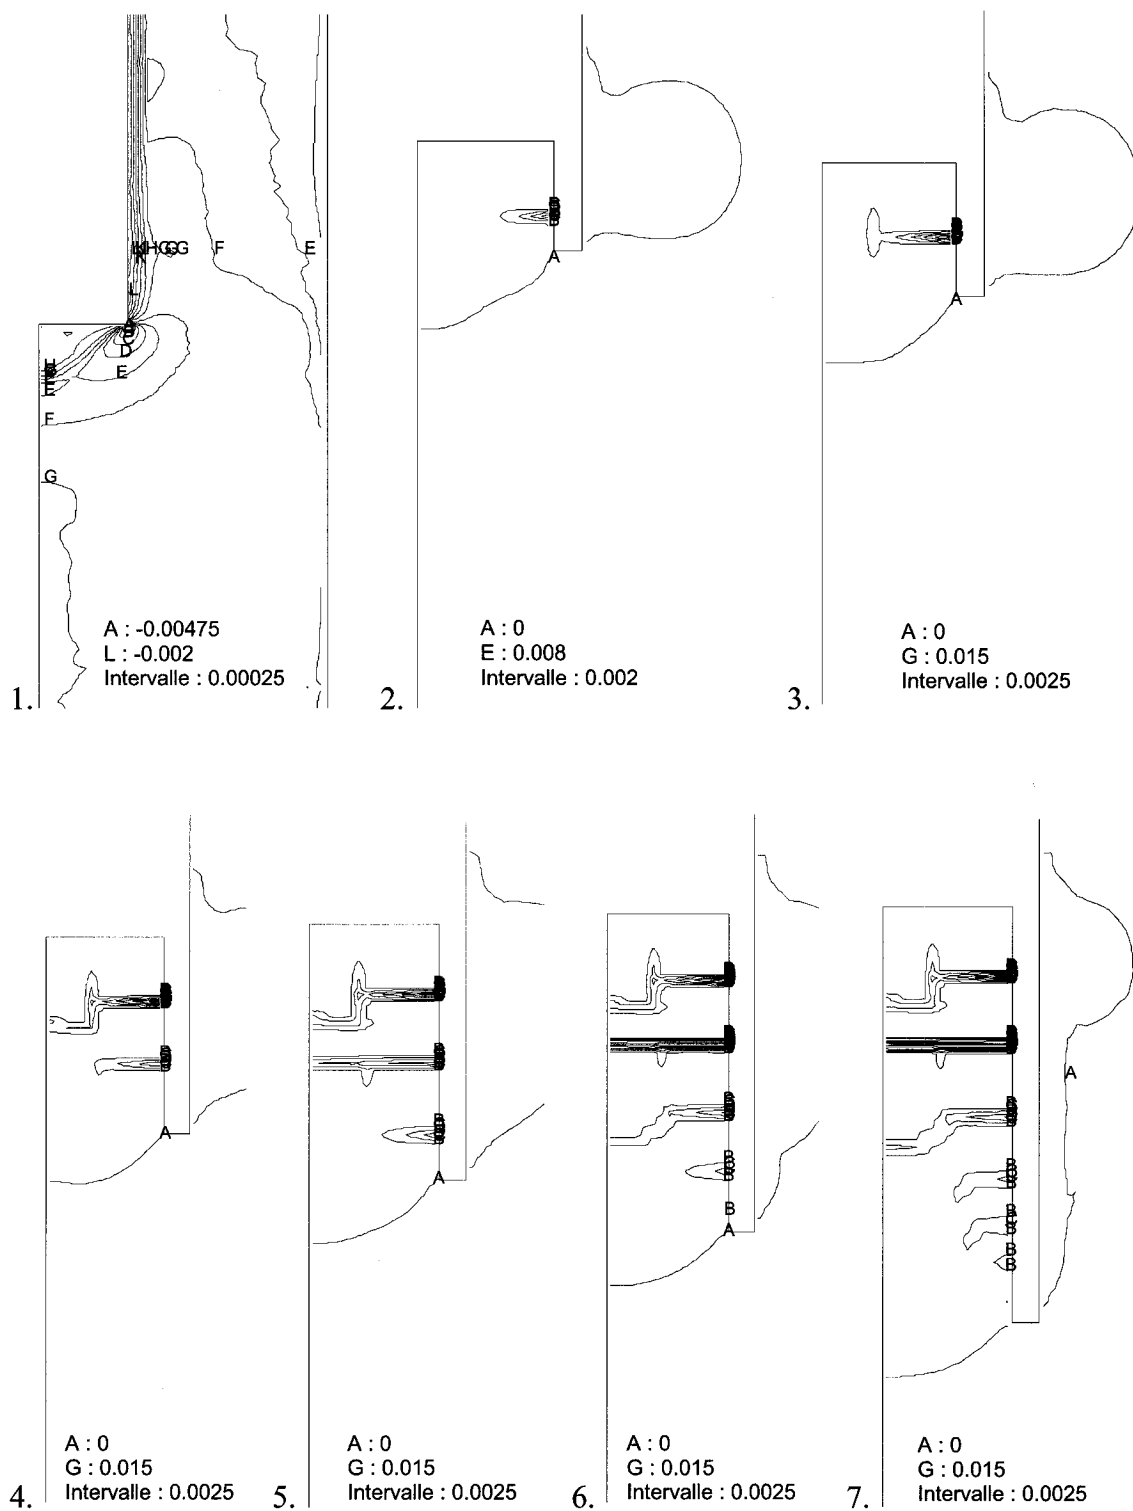 K H G G G F E
K
L
A
B
C
D
E
H
E
F
G
A : -0.00475
L : -0.002
Intervalle : 0.00025
1.
A
A : 0
E : 0.008
Intervalle : 0.002
2.
A
A : 0
G : 0.015
Intervalle : 0.0025
3.
A
A : 0
G : 0.015
Intervalle : 0.0025
4.
A
A : 0
G : 0.015
Intervalle : 0.0025
5.
B
A
A : 0
G : 0.015
Intervalle : 0.0025
6.
A
B
B
A : 0
G : 0.015
Intervalle : 0.0025
7.